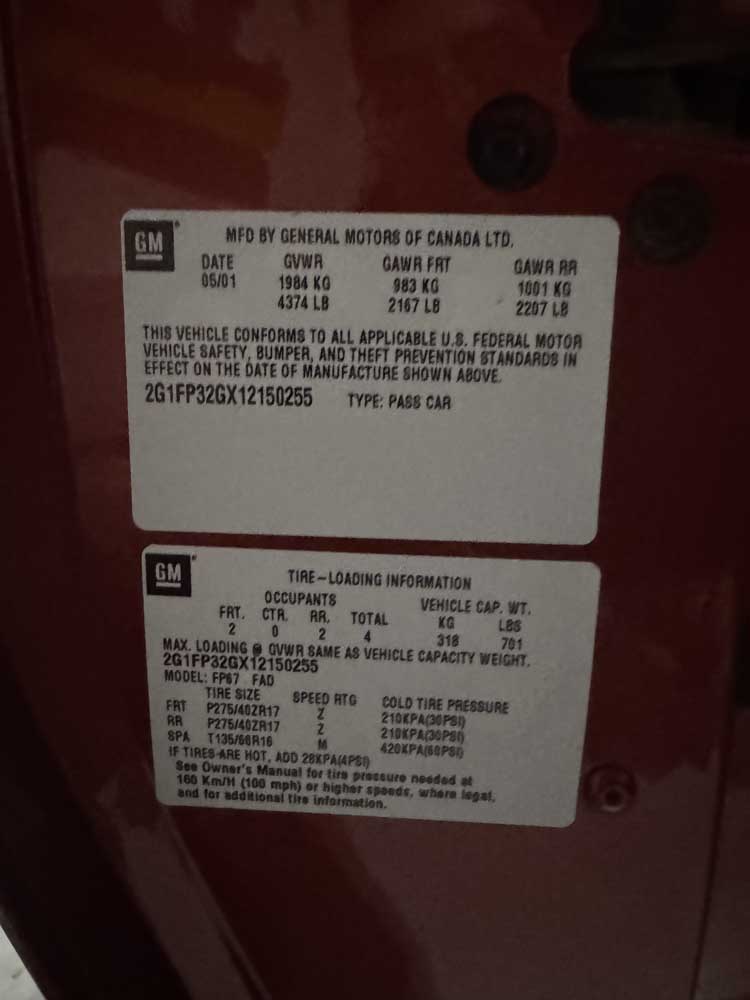 GM
MFD BY GENERAL MOTORS OF CANADA LTD.
DATE GVWR GAWR FRT GAWR RR
05/01 1984 KG 983 KG 1001 KG
4374 LB 2167 LB 2207 LB
THIS VEHICLE CONFORMS TO ALL APPLICABLE U.S. FEDERAL MOTOR
VEHICLE SAFETY, BUMPER, AND THEFT PREVENTION STANDARDS IN
EFFECT ON THE DATE OF MANUFACTURE SHOWN ABOVE.
2G1FP32GX12150255 TYPE: PASS CAR
GM
TIRE-LOADING INFORMATION
OCCUPANTS VEHICLE CAP. WT.
FRT. CTR. RR. TOTAL KG LBS
2 0 2 4 318 701
MAX. LOADING @ GVWR SAME AS VEHICLE CAPACITY WEIGHT.
2G1FP32GX12150255
MODEL: FP87 FAD
TIRE SIZE SPEED RTG COLD TIRE PRESSURE
FRT P275/40ZR17 Z 210KPA(30PSI)
RR P275/40ZR17 Z 210KPA(30PSI)
SPA T135/68R16 M 420KPA(60PSI)
IF TIRES ARE HOT, ADD 28KPA(4PSI)
See Owner's Manual for tire pressure needed at
160 Km/H (100 mph) or higher speeds, where legal,
and for additional tire information.